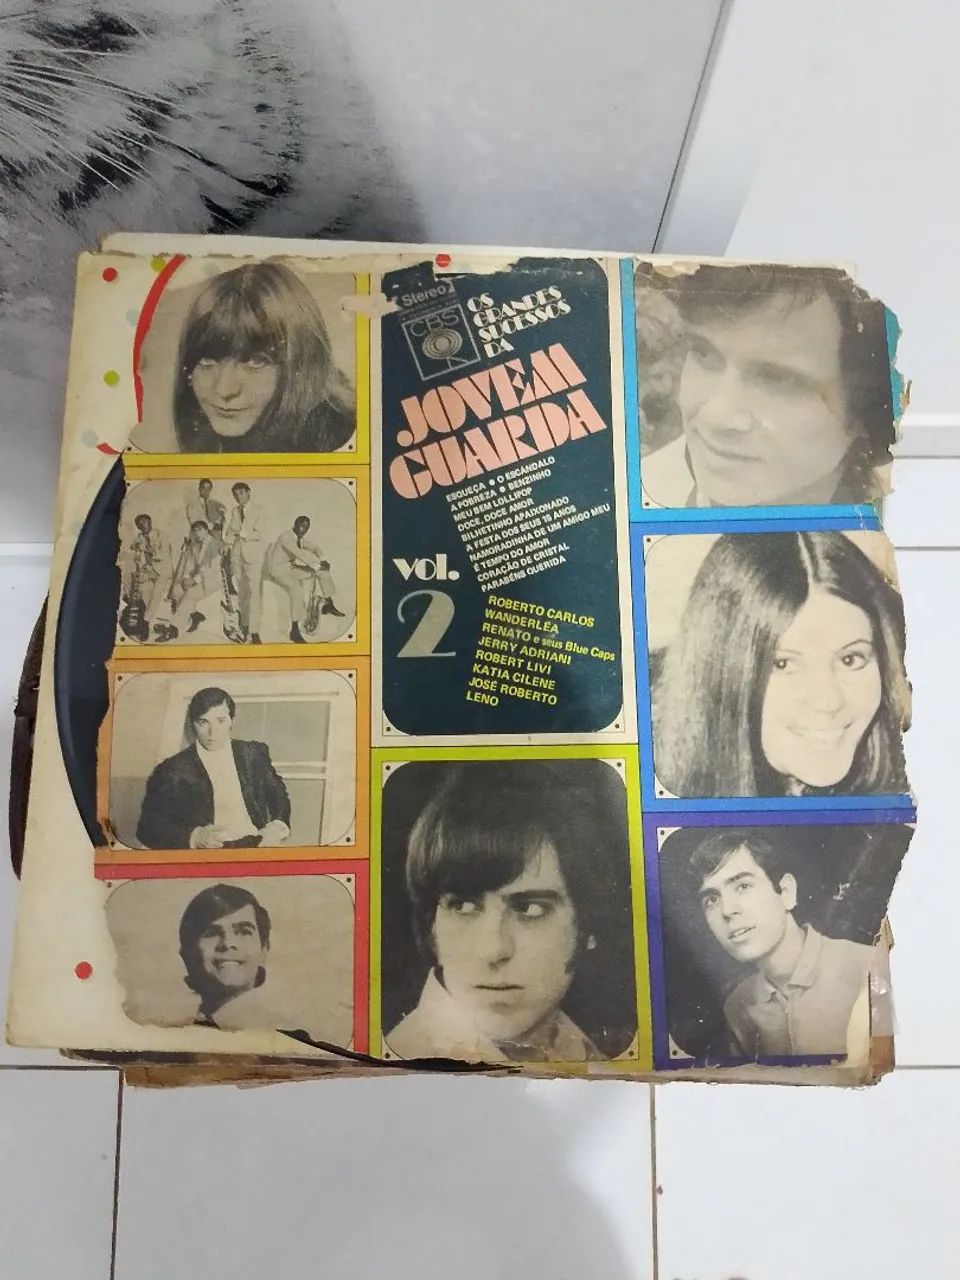 Stereo
CBS
OS
GRANDES
SUCESSOS
DA
JOVEM
GUARDA
ESQUEÇA • O ESCÂNDALO
A POBREZA • BENZINHO
MEU BEM LOLLIPOP
DOCE, DOCE AMOR
BILHETINHO APAIXONADO
A FESTA DOS SEUS 15 ANOS
NAMORADINHA DE UM AMIGO MEU
É TEMPO DO AMOR
CORAÇÃO DE CRISTAL
PARABÉNS QUERIDA
vol.
2
ROBERTO CARLOS
WANDERLÉA
RENATO e seus Blue Caps
JERRY ADRIANI
ROBERT LIVI
KATIA CILENE
JOSÉ ROBERTO
LENO